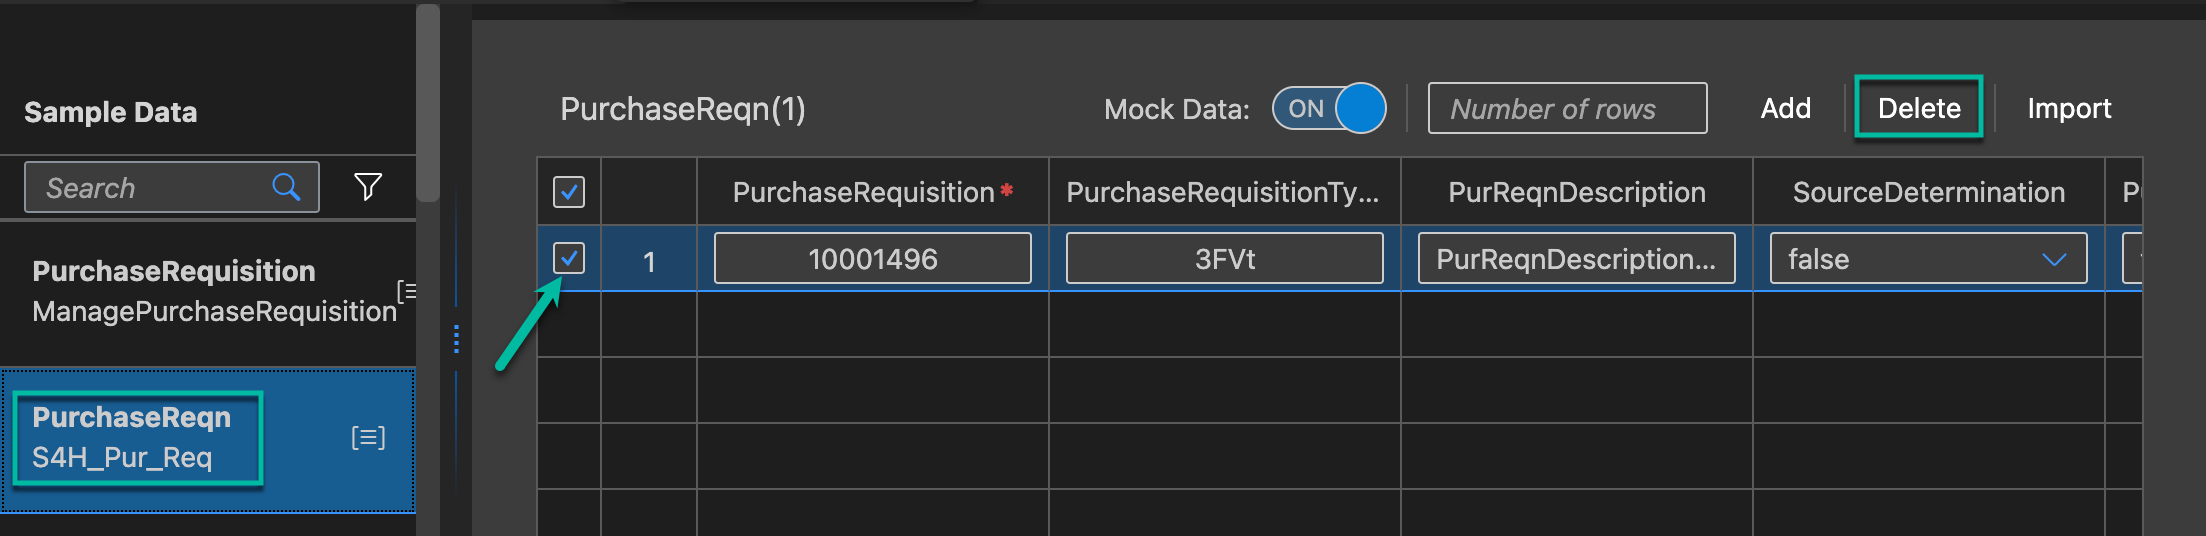 Sample Data
Search
PurchaseRequisition
ManagePurchaseRequisition
PurchaseReqn
S4H_Pur_Req
PurchaseReqn(1)
Mock Data: ON Number of rows Add Delete Import
PurchaseRequisition* PurchaseRequisitionTy... PurReqnDescription SourceDetermination
1 10001496 3FVt PurReqnDescription... false